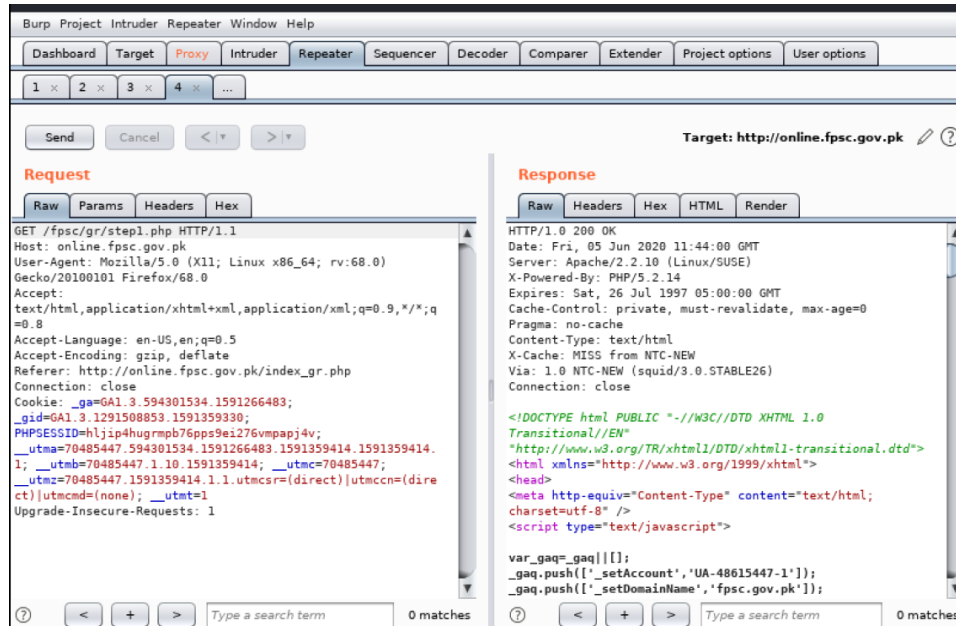 Burp Project Intruder Repeater Window Help
Dashboard Target Proxy Intruder Repeater Sequencer Decoder Comparer Extender Project options User options
1 × 2 × 3 × 4 × ...
Send Cancel < > Target: http://online.fpsc.gov.pk
Request
Raw Params Headers Hex
GET /fpsc/gr/step1.php HTTP/1.1
Host: online.fpsc.gov.pk
User-Agent: Mozilla/5.0 (X11; Linux x86_64; rv:68.0)
Gecko/20100101 Firefox/68.0
Accept:
text/html,application/xhtml+xml,application/xml;q=0.9,*/*;q
=0.8
Accept-Language: en-US,en;q=0.5
Accept-Encoding: gzip, deflate
Referer: http://online.fpsc.gov.pk/index_gr.php
Connection: close
Cookie: _ga=GA1.3.594301534.1591266483;
_gid=GA1.3.1291508853.1591359330;
PHPSESSID=hljip4hugrmpb76pps9ei276vmpapj4v;
__utma=70485447.594301534.1591266483.1591359414.1591359414.
1; __utmb=70485447.1.10.1591359414; __utmc=70485447;
__utmz=70485447.1591359414.1.1.utmcsr=(direct)|utmccn=(dire
ct)|utmcmd=(none); __utmt=1
Upgrade-Insecure-Requests: 1
? < + > Type a search term 0 matches
Response
Raw Headers Hex HTML Render
HTTP/1.0 200 OK
Date: Fri, 05 Jun 2020 11:44:00 GMT
Server: Apache/2.2.10 (Linux/SUSE)
X-Powered-By: PHP/5.2.14
Expires: Sat, 26 Jul 1997 05:00:00 GMT
Cache-Control: private, must-revalidate, max-age=0
Pragma: no-cache
Content-Type: text/html
X-Cache: MISS from NTC-NEW
Via: 1.0 NTC-NEW (squid/3.0.STABLE26)
Connection: close
<!DOCTYPE html PUBLIC "-//W3C//DTD XHTML 1.0
Transitional//EN"
"http://www.w3.org/TR/xhtml1/DTD/xhtml1-transitional.dtd">
<html xmlns="http://www.w3.org/1999/xhtml">
<head>
<meta http-equiv="Content-Type" content="text/html;
charset=utf-8" />
<script type="text/javascript">
var_gaq=_gaq||[];
_gaq.push(['_setAccount','UA-48615447-1']);
_gaq.push(['_setDomainName','fpsc.gov.pk']);
? < + > Type a search term 0 matches